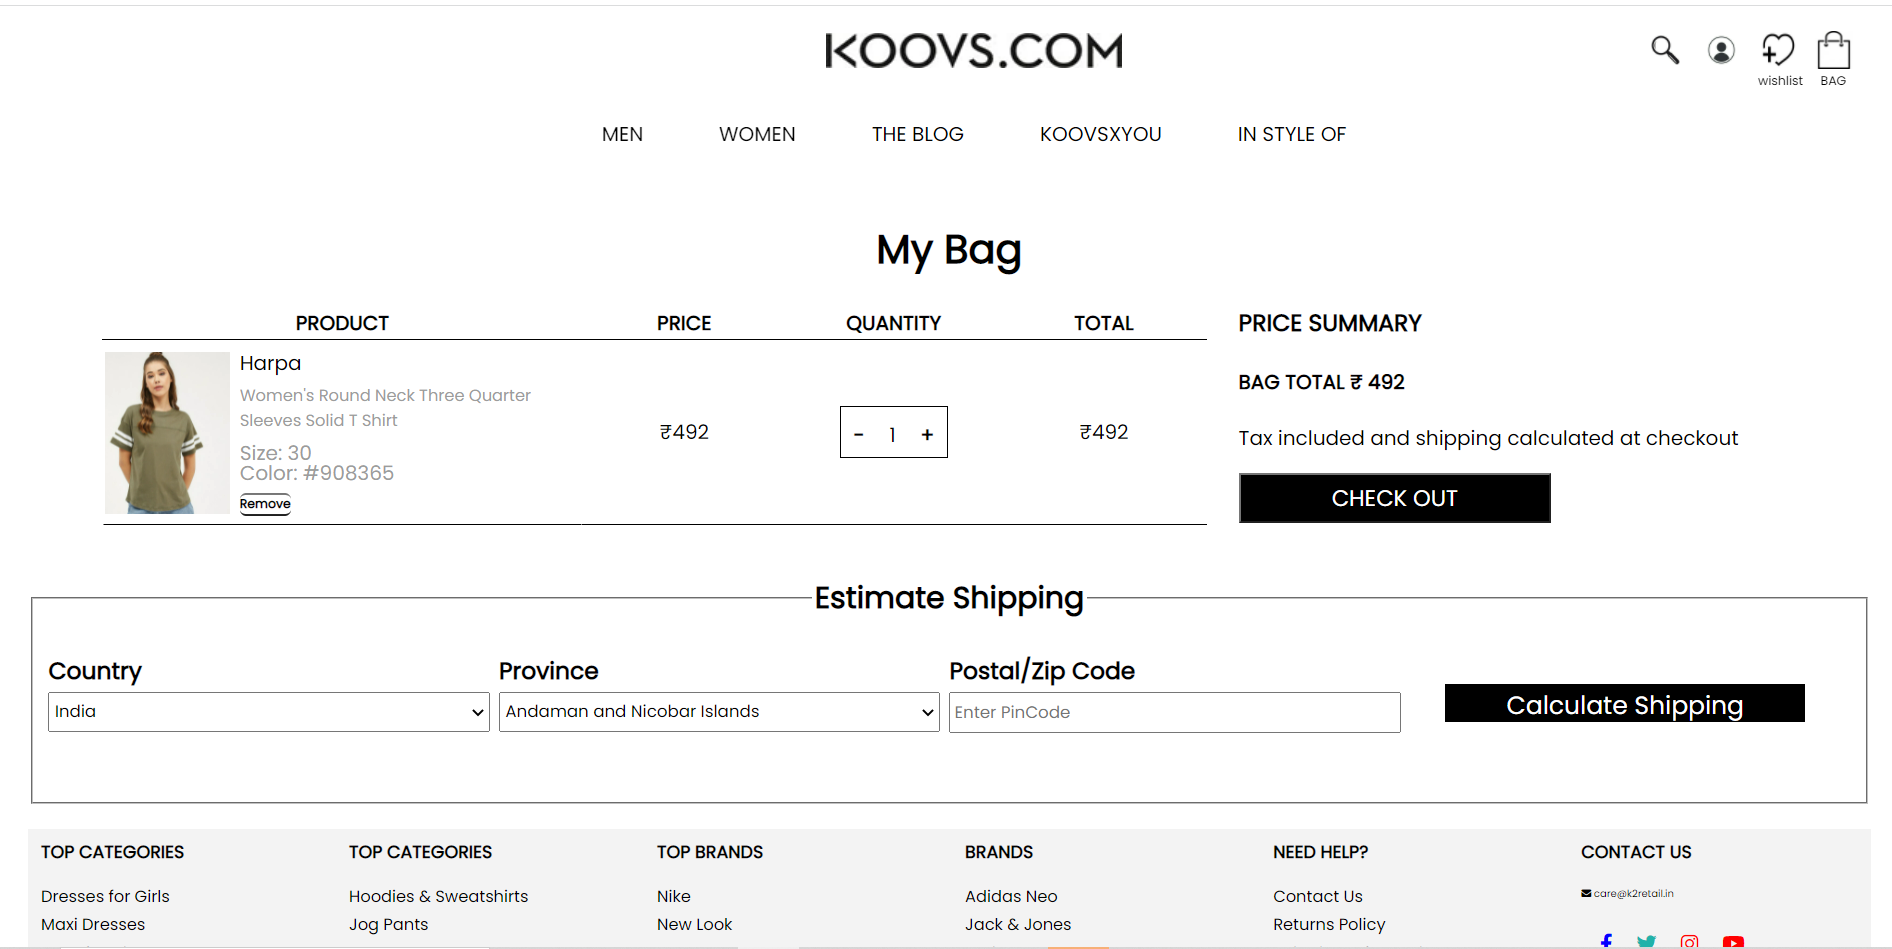 KOOVS.COM
wishlist
BAG
MEN
WOMEN
THE BLOG
KOOVSXYOU
IN STYLE OF
My Bag
PRODUCT
PRICE
QUANTITY
TOTAL
Harpa
Women's Round Neck Three Quarter
Sleeves Solid T Shirt
Size: 30
Color: #908365
Remove
₹492
- 1 +
₹492
PRICE SUMMARY
BAG TOTAL ₹ 492
Tax included and shipping calculated at checkout
CHECK OUT
Estimate Shipping
Country
India
Province
Andaman and Nicobar Islands
Postal/Zip Code
Enter PinCode
Calculate Shipping
TOP CATEGORIES
Dresses for Girls
Maxi Dresses
TOP CATEGORIES
Hoodies & Sweatshirts
Jog Pants
TOP BRANDS
Nike
New Look
BRANDS
Adidas Neo
Jack & Jones
NEED HELP?
Contact Us
Returns Policy
CONTACT US
care@k2retail.in